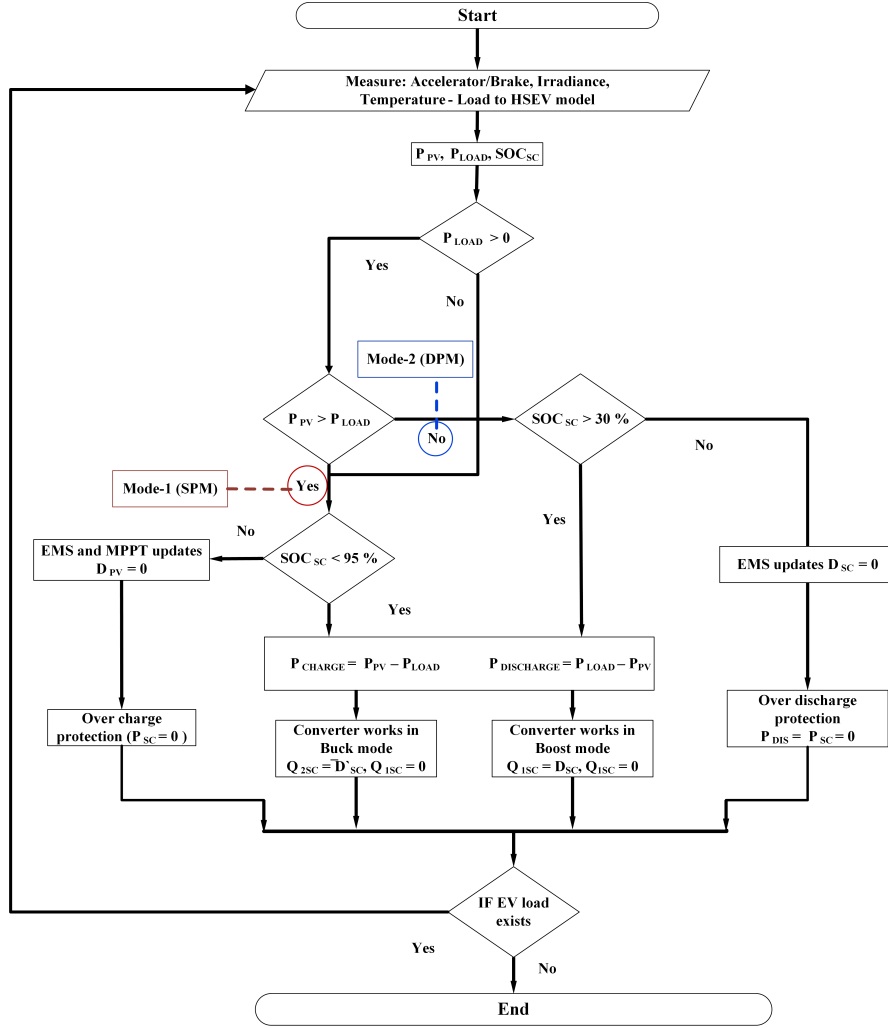 Start
Measure: Accelerator/Brake, Irradiance,
Temperature - Load to HSEV model
P PV, P LOAD, SOC SC
P LOAD > 0
Yes
No
Mode-2 (DPM)
P PV > P LOAD
No
SOC SC > 30 %
No
Mode-1 (SPM)
Yes
Yes
No
EMS and MPPT updates
D PV = 0
SOC SC < 95 %
EMS updates D SC = 0
Yes
P CHARGE = P PV – P LOAD
P DISCHARGE = P LOAD – P PV
Over charge
protection (P SC = 0 )
Converter works in
Buck mode
Q 2SC = D̅`SC, Q 1SC = 0
Converter works in
Boost mode
Q 1SC = D SC, Q 1SC = 0
Over discharge
protection
P DIS = P SC = 0
IF EV load
exists
Yes
No
End